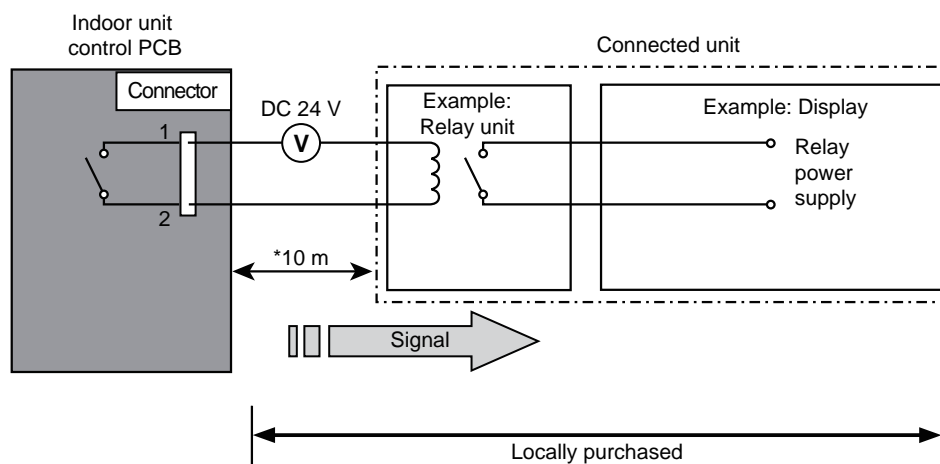 Indoor unit
control PCB
Connector
1
2
DC 24 V
V
*10 m
Connected unit
Example:
Relay unit
Example: Display
Relay
power
supply
Signal
Locally purchased